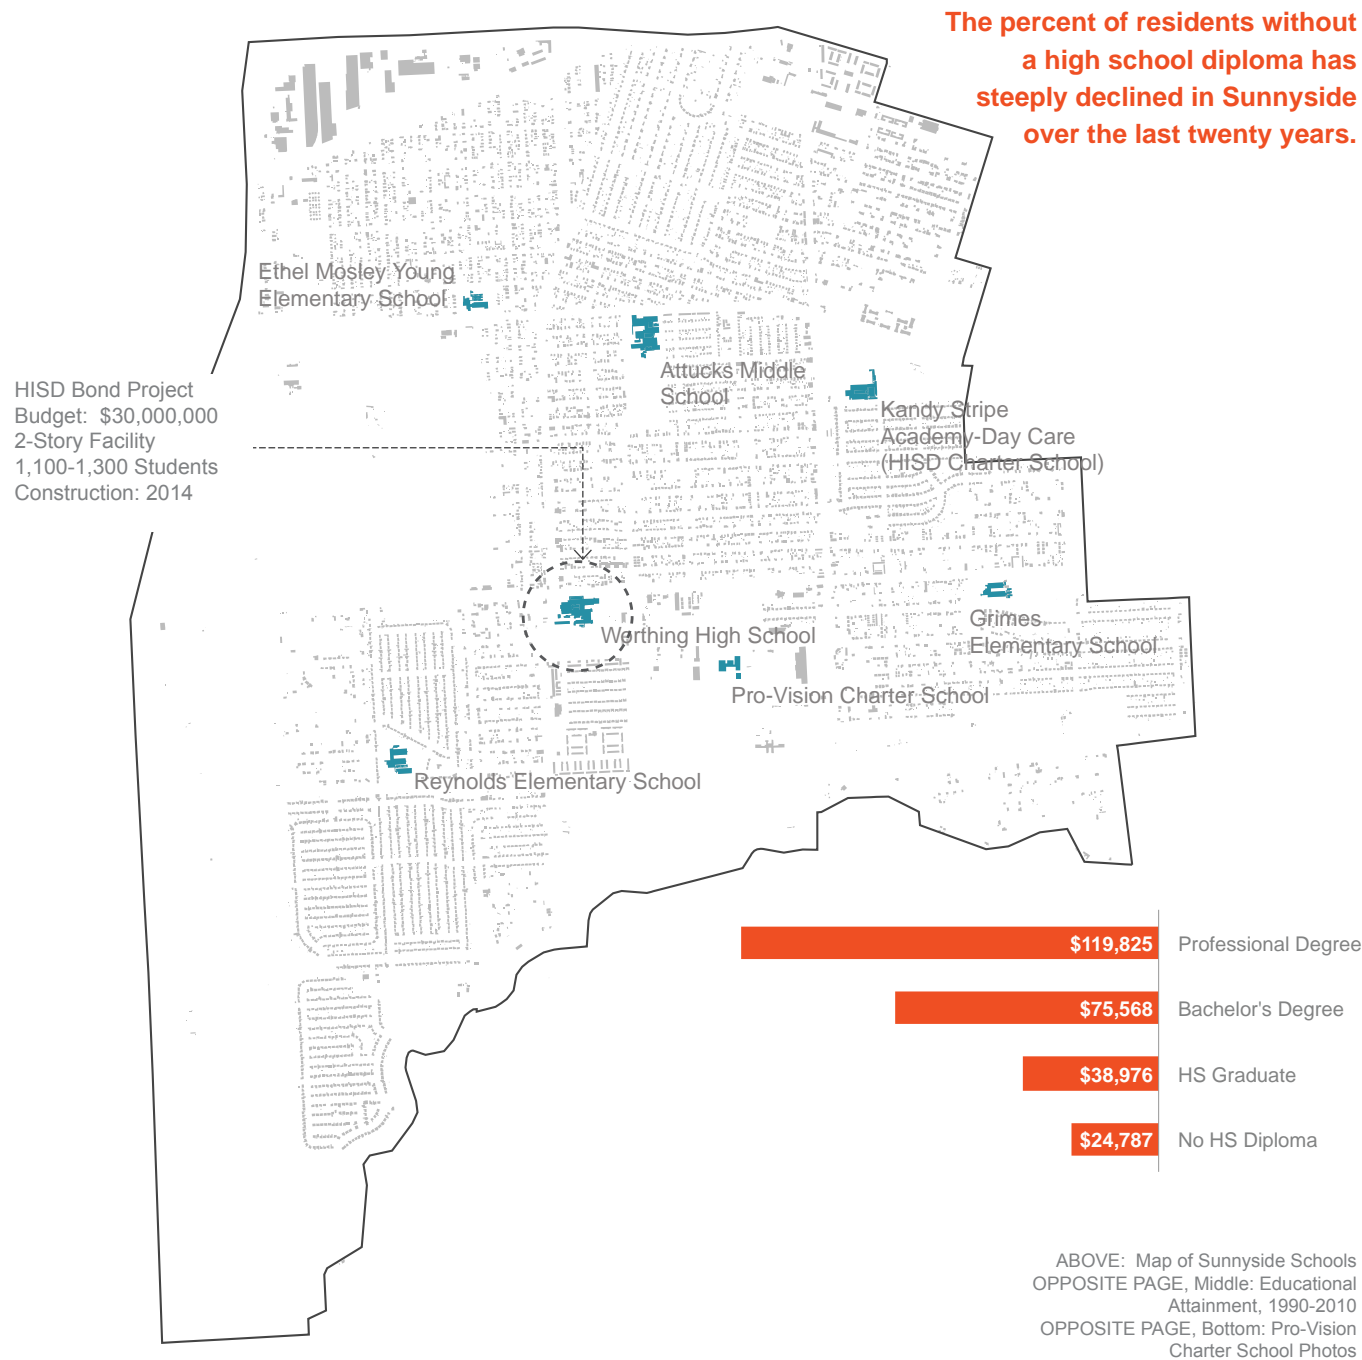 The percent of residents without
a high school diploma has
steeply declined in Sunnyside
over the last twenty years.
Ethel Mosley Young
Elementary School
Attucks Middle
School
HISD Bond Project
Budget:  $30,000,000
2-Story Facility
1,100-1,300 Students
Construction: 2014
Kandy Stripe
Academy-Day Care
(HISD Charter School)
Grimes
Elementary School
Worthing High School
Pro-Vision Charter School
Reynolds Elementary School
$119,825 Professional Degree
$75,568 Bachelor's Degree
$38,976 HS Graduate
$24,787 No HS Diploma
ABOVE:  Map of Sunnyside Schools
OPPOSITE PAGE, Middle: Educational
Attainment, 1990-2010
OPPOSITE PAGE, Bottom: Pro-Vision
Charter School Photos